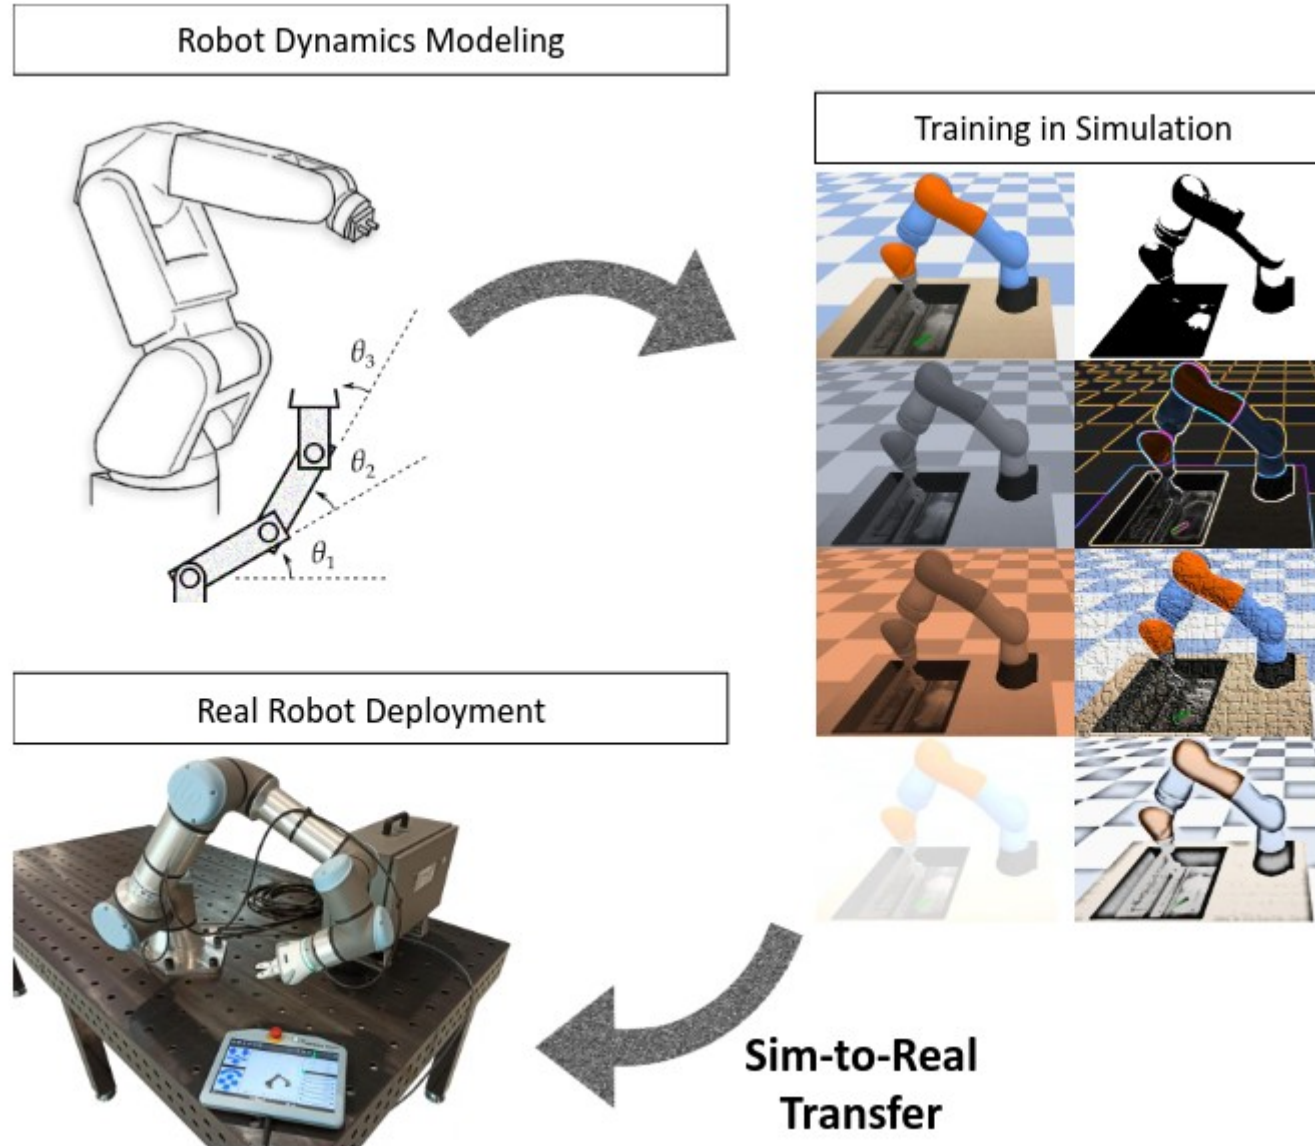 Robot Dynamics Modeling
Training in Simulation
θ3
θ2
θ1
Real Robot Deployment
Sim-to-Real
Transfer